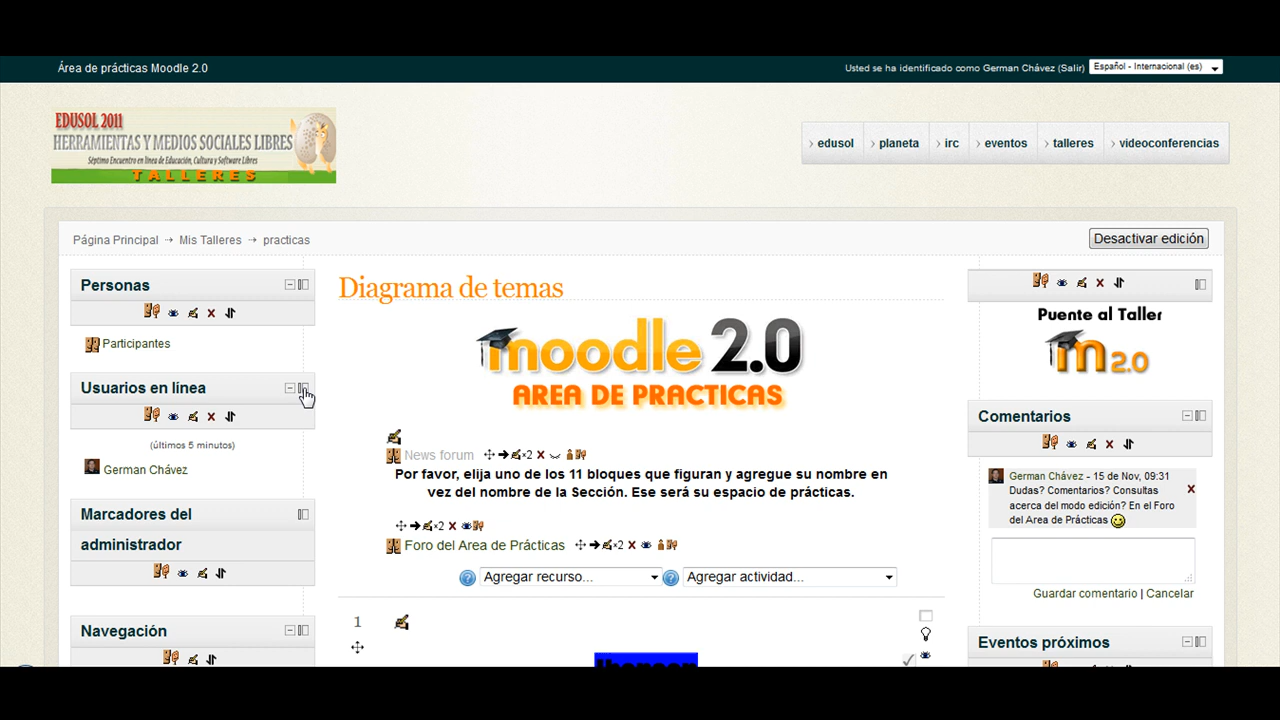 Área de prácticas Moodle 2.0
Usted se ha identificado como German Chávez (Salir)
Español - Internacional (es)
EDUSOL 2011
HERRAMIENTAS Y MEDIOS SOCIALES LIBRES
Séptimo Encuentro en línea de Educación, Cultura y Software Libres
TALLERES
edusol
planeta
irc
eventos
talleres
videoconferencias
Página Principal → Mis Talleres → practicas
Desactivar edición
Personas
Participantes
Usuarios en línea
(últimos 5 minutos)
German Chávez
Marcadores del
administrador
Navegación
Diagrama de temas
moodle 2.0
AREA DE PRACTICAS
News forum
×2
Por favor, elija uno de los 11 bloques que figuran y agregue su nombre en
vez del nombre de la Sección. Ese será su espacio de prácticas.
×2
Foro del Area de Prácticas
×2
Agregar recurso...
Agregar actividad...
1
Puente al Taller
m 2.0
Comentarios
German Chávez - 15 de Nov, 09:31
Dudas? Comentarios? Consultas
acerca del modo edición? En el Foro
del Area de Prácticas
Guardar comentario | Cancelar
Eventos próximos